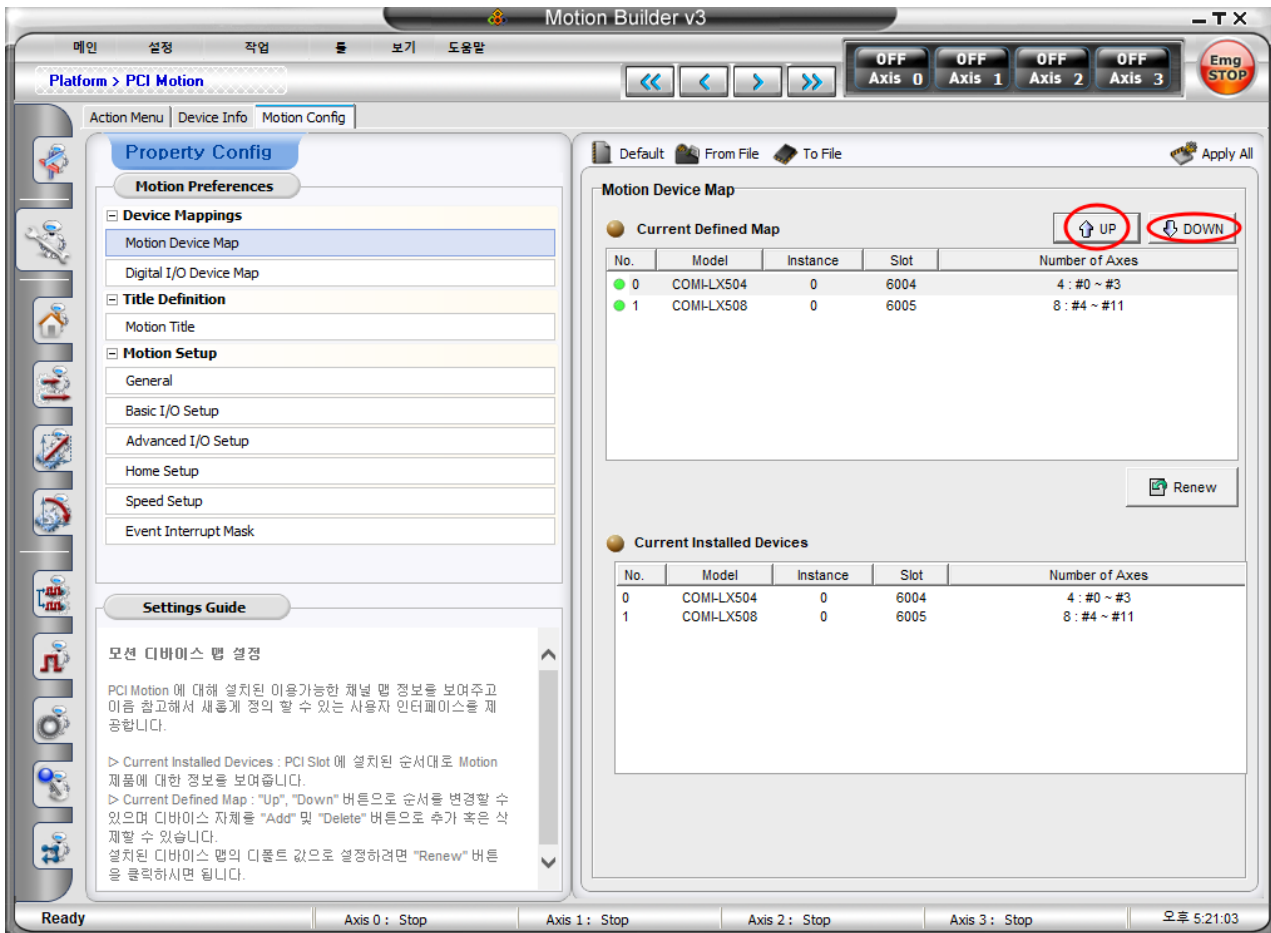 Motion Builder v3
메인 설정 작업 툴 보기 도움말
Platform > PCI Motion
OFF OFF OFF OFF
Axis 0 Axis 1 Axis 2 Axis 3
Emg
STOP
Action Menu Device Info Motion Config
Property Config
Motion Preferences
Device Mappings
Motion Device Map
Digital I/O Device Map
Title Definition
Motion Title
Motion Setup
General
Basic I/O Setup
Advanced I/O Setup
Home Setup
Speed Setup
Event Interrupt Mask
Settings Guide
모션 디바이스 맵 설정
PCI Motion 에 대해 설치된 이용가능한 채널 맵 정보를 보여주고
이을 참고해서 새롭게 정의 할 수 있는 사용자 인터페이스를 제
공합니다.
▷ Current Installed Devices : PCI Slot 에 설치된 순서대로 Motion
제품에 대한 정보를 보여줍니다.
▷ Current Defined Map : "Up", "Down" 버튼으로 순서를 변경할 수
있으며 디바이스 자체을 "Add" 및 "Delete" 버튼으로 추가 혹은 삭
제할 수 있습니다.
설치된 디바이스 맵의 디폴트 값으로 설정하려면 "Renew" 버튼
을 클릭하시면 됩니다.
Default From File To File Apply All
Motion Device Map
Current Defined Map UP DOWN
No. Model Instance Slot Number of Axes
0 COMI-LX504 0 6004 4 : #0 ~ #3
1 COMI-LX508 0 6005 8 : #4 ~ #11
Renew
Current Installed Devices
No. Model Instance Slot Number of Axes
0 COMI-LX504 0 6004 4 : #0 ~ #3
1 COMI-LX508 0 6005 8 : #4 ~ #11
Ready Axis 0 : Stop Axis 1 : Stop Axis 2 : Stop Axis 3 : Stop 오후 5:21:03